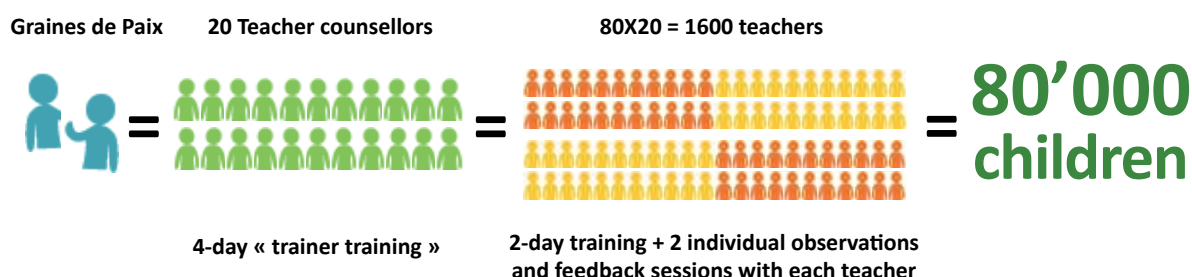 Graines de Paix
20 Teacher counsellors
80X20 = 1600 teachers
=
=
=
80’000
children
4-day « trainer training »
2-day training + 2 individual observations
and feedback sessions with each teacher